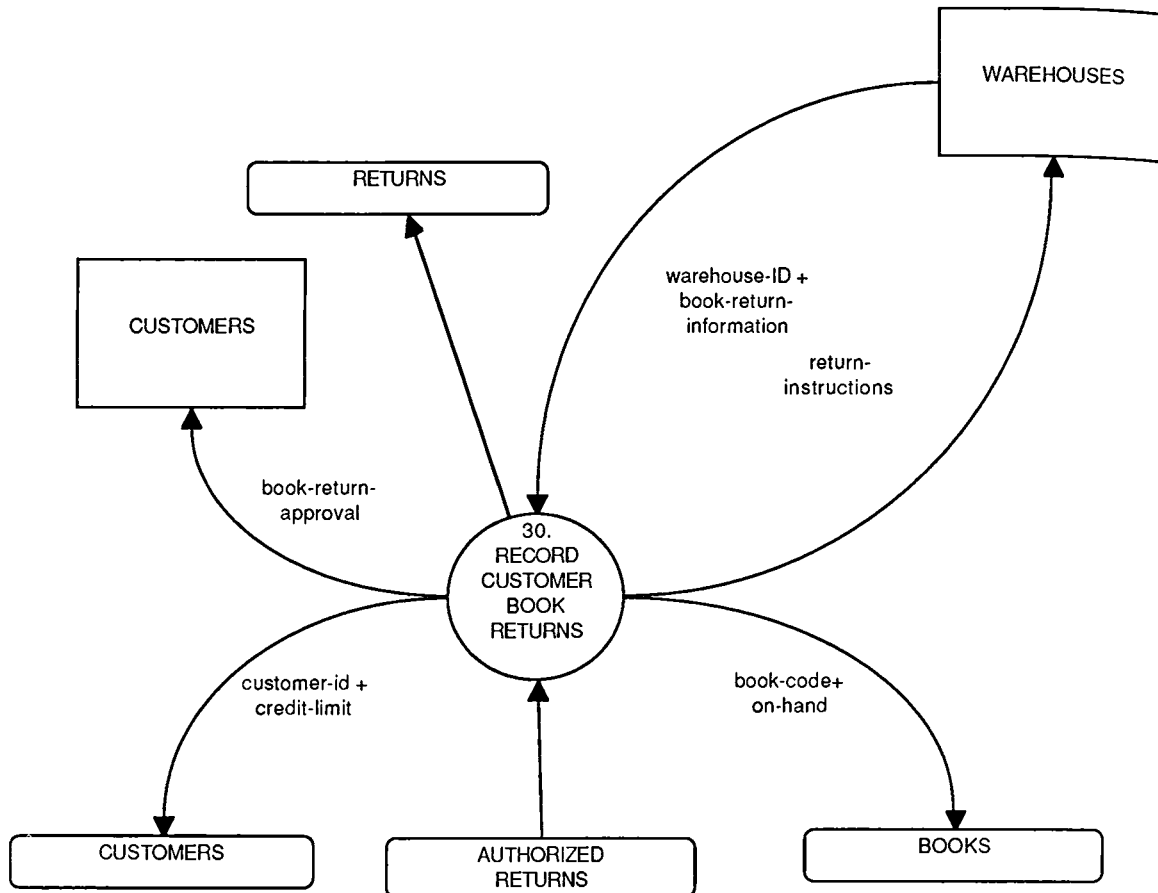 WAREHOUSES
RETURNS
CUSTOMERS
warehouse-ID +
book-return-
information
return-
instructions
book-return-
approval
30.
RECORD
CUSTOMER
BOOK
RETURNS
customer-id +
credit-limit
book-code+
on-hand
CUSTOMERS
AUTHORIZED
RETURNS
BOOKS